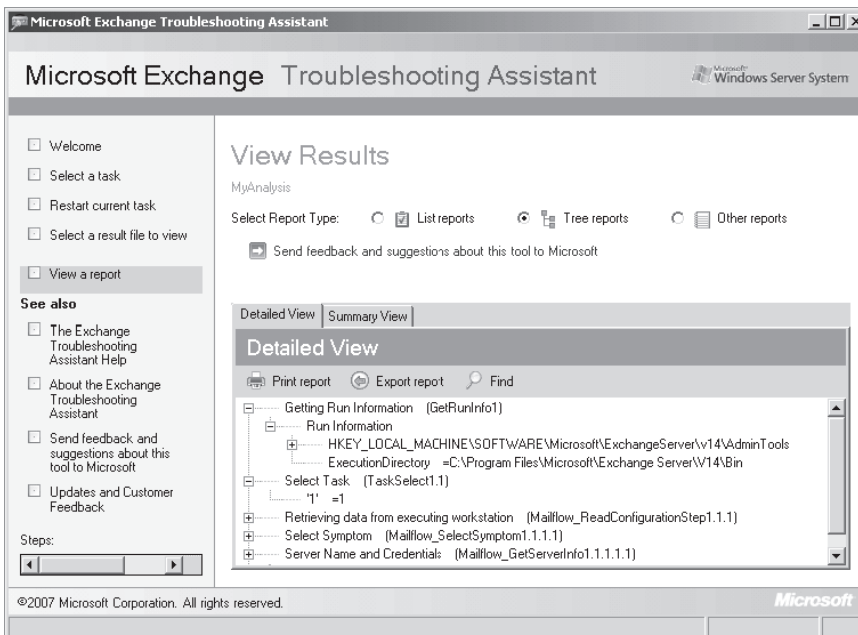 Microsoft Exchange Troubleshooting Assistant
Microsoft Exchange Troubleshooting Assistant
Microsoft
Windows Server System
Welcome
Select a task
Restart current task
Select a result file to view
View a report
See also
The Exchange
Troubleshooting
Assistant Help
About the Exchange
Troubleshooting
Assistant
Send feedback and
suggestions about this
tool to Microsoft
Updates and Customer
Feedback
Steps:
View Results
MyAnalysis
Select Report Type: List reports Tree reports Other reports
Send feedback and suggestions about this tool to Microsoft
Detailed View Summary View
Detailed View
Print report Export report Find
Getting Run Information (GetRunInfo1)
Run Information
HKEY_LOCAL_MACHINE\SOFTWARE\Microsoft\ExchangeServer\v14\AdminTools
ExecutionDirectory =C:\Program Files\Microsoft\Exchange Server\V14\Bin
Select Task (TaskSelect1.1)
'1' =1
Retrieving data from executing workstation (Mailflow_ReadConfigurationStep1.1.1)
Select Symptom (Mailflow_SelectSymptom1.1.1.1)
Server Name and Credentials (Mailflow_GetServerInfo1.1.1.1.1)
©2007 Microsoft Corporation. All rights reserved.
Microsoft